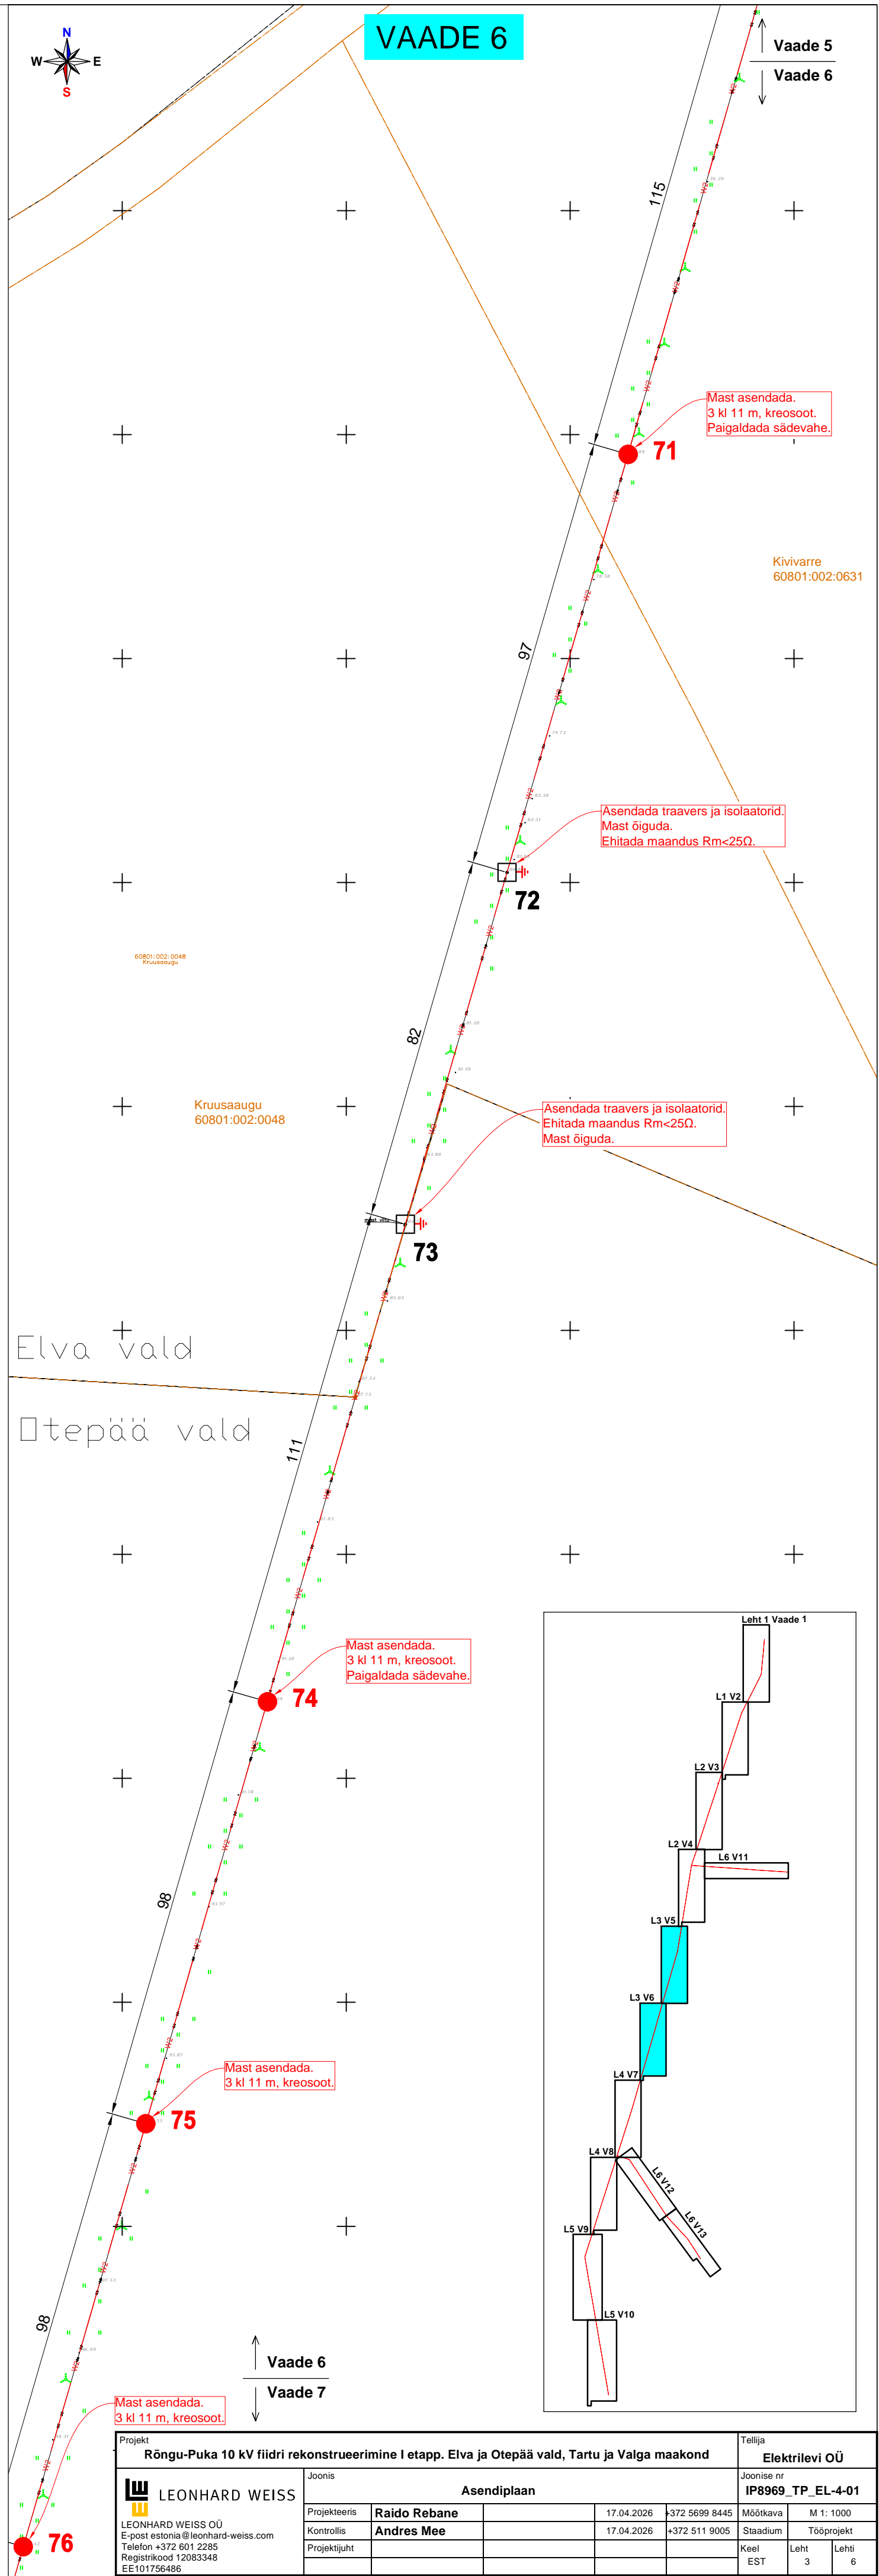 VAADE 6
N
W
E
S
Vaade 5
Vaade 6
115
Mast asendada.
3 kl 11 m, kreosoot.
Paigaldada sädevahe.
71
Kivivarre
60801:002:0631
97
Asendada traavers ja isolaatorid.
Mast õiguda.
Ehitada maandus Rm<25Ω.
72
60801:002:0048
Kruusaaugu
82
Kruusaaugu
60801:002:0048
Asendada traavers ja isolaatorid.
Ehitada maandus Rm<25Ω.
Mast õiguda.
73
Elva vald
Otepää vald
111
Mast asendada.
3 kl 11 m, kreosoot.
Paigaldada sädevahe.
74
98
Mast asendada.
3 kl 11 m, kreosoot.
75
98
Vaade 6
Vaade 7
Mast asendada.
3 kl 11 m, kreosoot.
76
Leht 1 Vaade 1
L1 V2
L2 V3
L2 V4
L6 V11
L3 V5
L3 V6
L4 V7
L4 V8
L6 V12
L6 V13
L5 V9
L5 V10
Projekt
Rõngu-Puka 10 kV fiidri rekonstrueerimine I etapp. Elva ja Otepää vald, Tartu ja Valga maakond
Tellija
Elektrilevi OÜ
LEONHARD WEISS
LEONHARD WEISS OÜ
E-post estonia@leonhard-weiss.com
Telefon +372 601 2285
Registrikood 12083348
EE101756486
Joonis
Asendiplaan
Joonise nr
IP8969_TP_EL-4-01
Projekteeris Raido Rebane 17.04.2026 +372 5699 8445 Mõõtkava M 1: 1000
Kontrollis Andres Mee 17.04.2026 +372 511 9005 Staadium Tööprojekt
Projektijuht
Keel Leht Lehti
EST 3 6